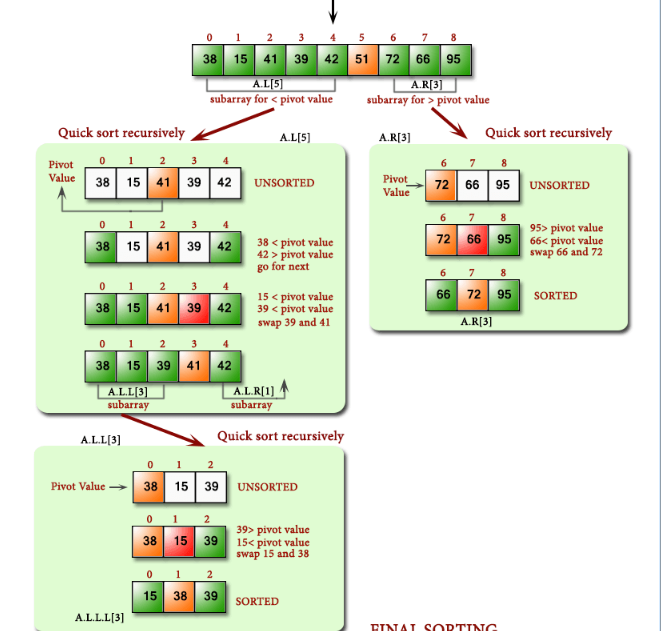 0 1 2 3 4 5 6 7 8
38 15 41 39 42 51 72 66 95
A.L[5] A.R[3]
subarray for < pivot value subarray for > pivot value
Quick sort recursively
A.L[5]
Pivot
Value
0 1 2 3 4
38 15 41 39 42
UNSORTED
0 1 2 3 4
38 15 41 39 42
38 < pivot value
42 > pivot value
go for next
0 1 2 3 4
38 15 41 39 42
15 < pivot value
39 < pivot value
swap 39 and 41
0 1 2 3 4
38 15 39 41 42
A.L.L[3] A.L.R[1]
subarray subarray
A.R[3]
Quick sort recursively
Pivot
Value
6 7 8
72 66 95
UNSORTED
6 7 8
72 66 95
95> pivot value
66< pivot value
swap 66 and 72
6 7 8
66 72 95
SORTED
A.R[3]
A.L.L[3]
Quick sort recursively
Pivot Value
0 1 2
38 15 39
UNSORTED
0 1 2
38 15 39
39> pivot value
15< pivot value
swap 15 and 38
0 1 2
15 38 39
SORTED
A.L.L.L[3]
FINAL SORTING